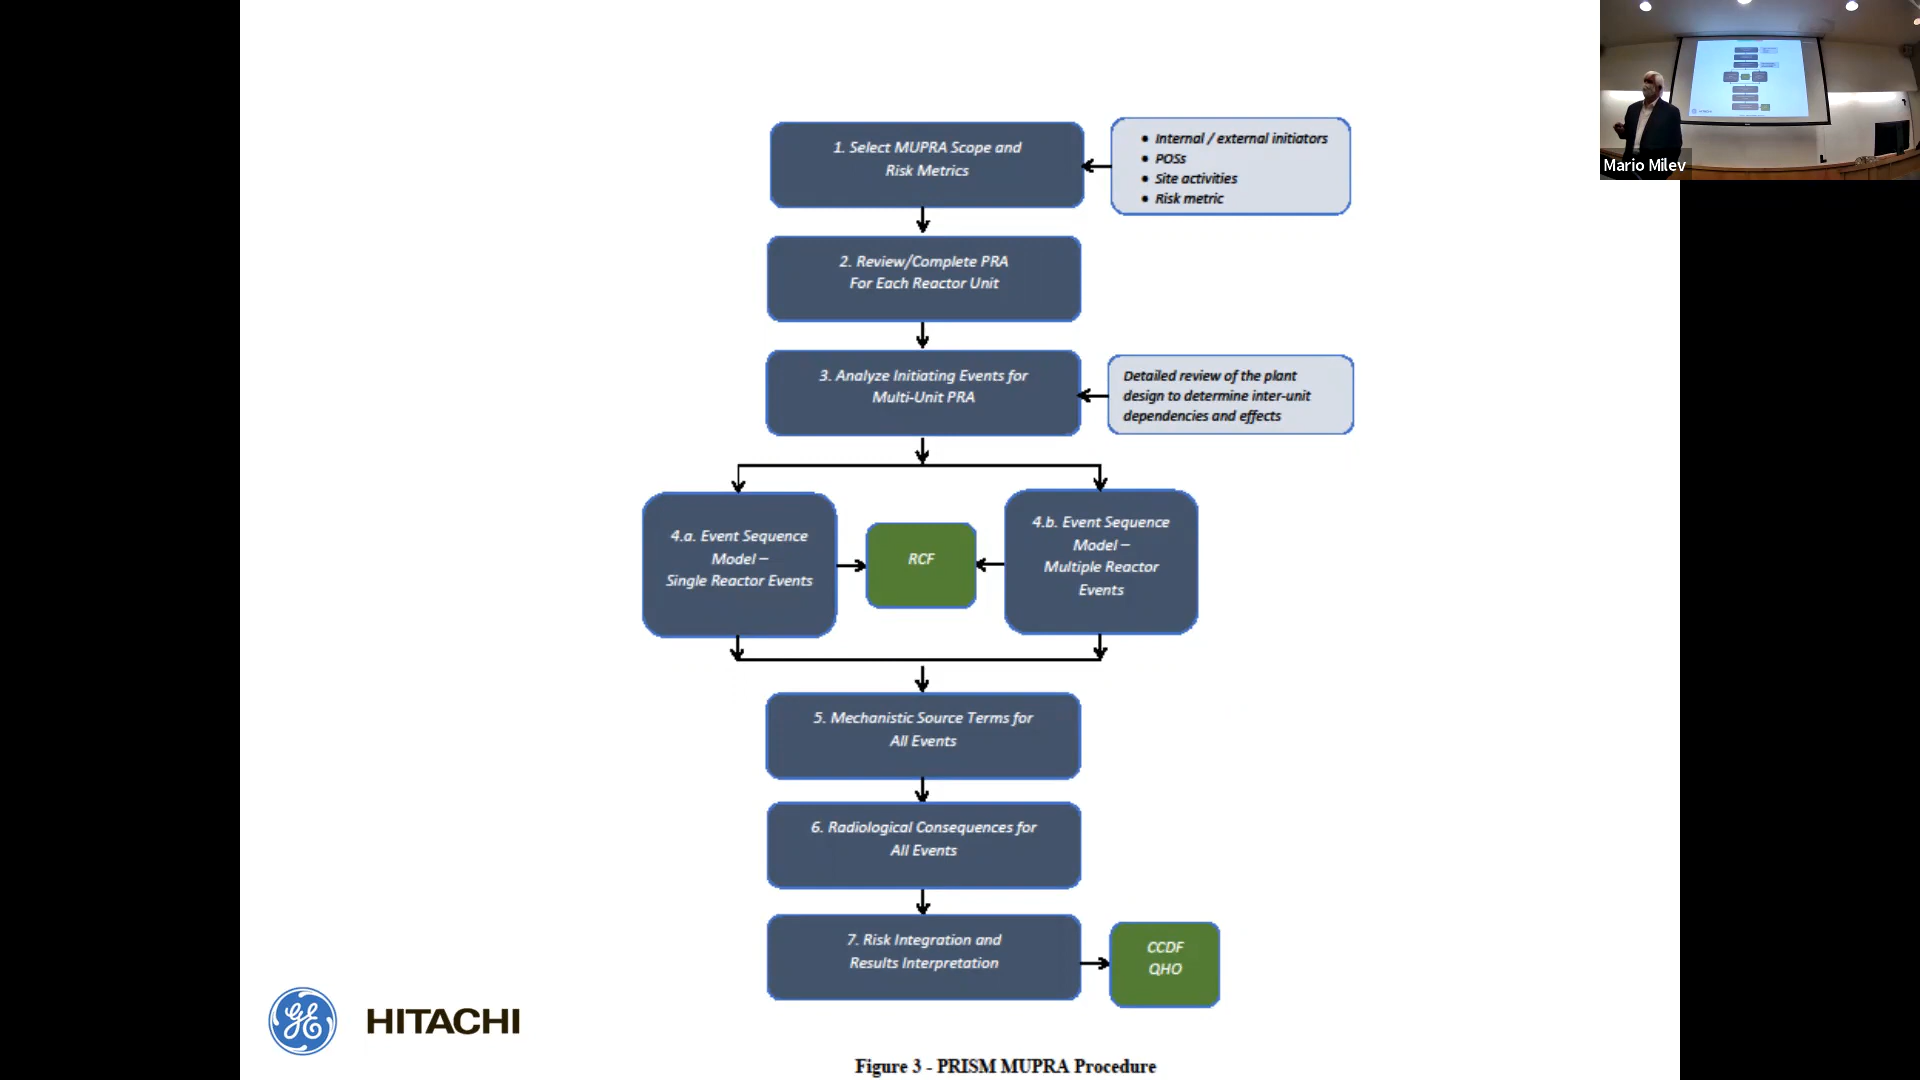 1. Select MUPRA Scope and
Risk Metrics
• Internal / external initiators
• POSs
• Site activities
• Risk metric
2. Review/Complete PRA
For Each Reactor Unit
3. Analyze Initiating Events for
Multi-Unit PRA
Detailed review of the plant
design to determine inter-unit
dependencies and effects
4.a. Event Sequence
Model –
Single Reactor Events
RCF
4.b. Event Sequence
Model –
Multiple Reactor
Events
5. Mechanistic Source Terms for
All Events
6. Radiological Consequences for
All Events
7. Risk Integration and
Results Interpretation
CCDF
QHO
GE
HITACHI
Figure 3 - PRISM MUPRA Procedure
Mario Milev